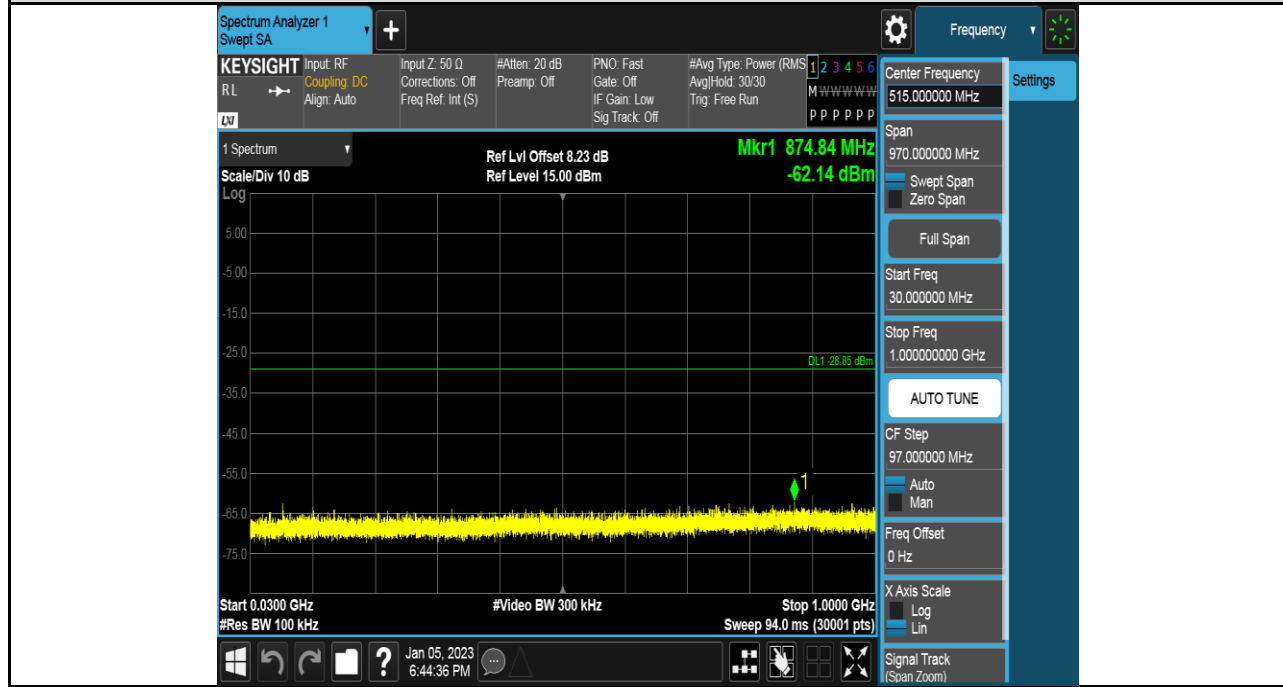 Spectrum Analyzer 1
Swept SA
+
Frequency
KEYSIGHT
RL
LXI
Input: RF
Coupling: DC
Align: Auto
Input Z: 50 Ω
Corrections: Off
Freq Ref: Int (S)
#Atten: 20 dB
Preamp: Off
PNO: Fast
Gate: Off
IF Gain: Low
Sig Track: Off
#Avg Type: Power (RMS
Avg|Hold: 30/30
Trig: Free Run
1 2 3 4 5 6
M W W W W W
P P P P P P
Center Frequency
515.000000 MHz
Settings
1 Spectrum
Scale/Div 10 dB
Log
Ref Lvl Offset 8.23 dB
Ref Level 15.00 dBm
Mkr1 874.84 MHz
-62.14 dBm
5.00
-5.00
-15.0
-25.0
-35.0
-45.0
-55.0
-65.0
-75.0
DL1 -28.85 dBm
1
Start 0.0300 GHz
#Res BW 100 kHz
#Video BW 300 kHz
Stop 1.0000 GHz
Sweep 94.0 ms (30001 pts)
Span
970.000000 MHz
Swept Span
Zero Span
Full Span
Start Freq
30.000000 MHz
Stop Freq
1.000000000 GHz
AUTO TUNE
CF Step
97.000000 MHz
Auto
Man
Freq Offset
0 Hz
X Axis Scale
Log
Lin
Signal Track
(Span Zoom)
?
Jan 05, 2023
6:44:36 PM